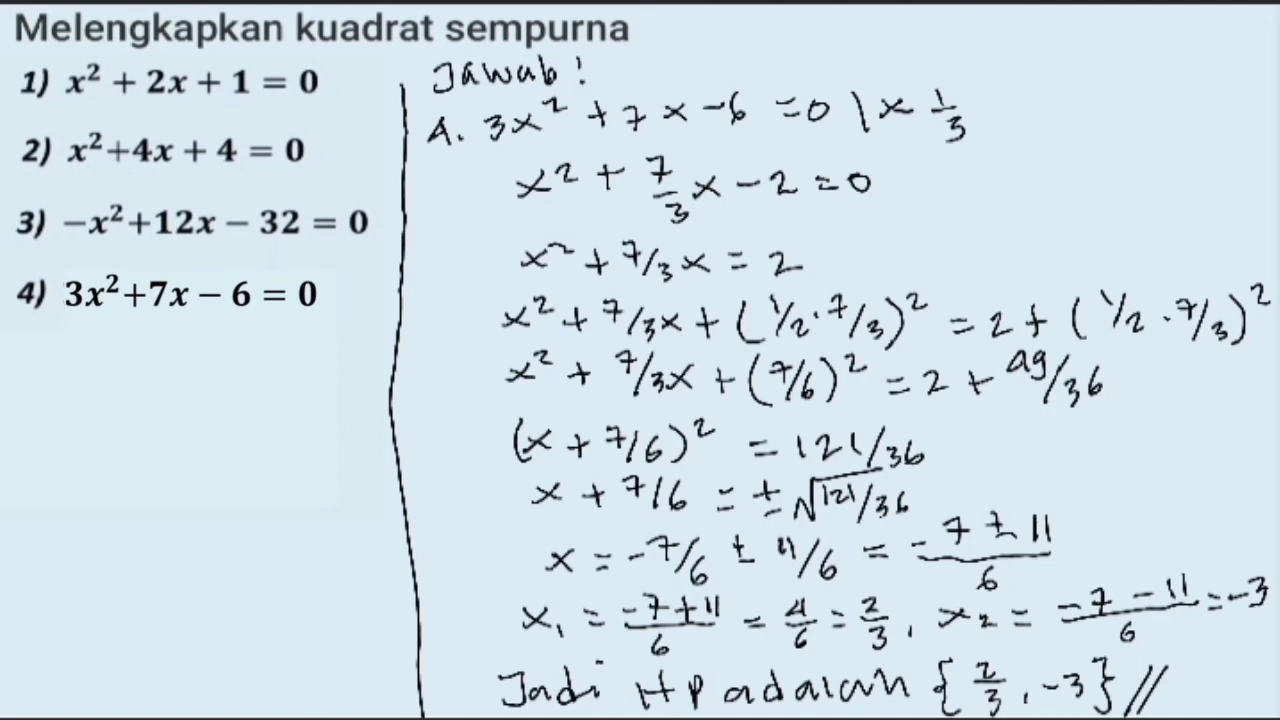 Melengkapkan kuadrat sempurna
1) x² + 2x + 1 = 0
2) x²+4x + 4 = 0
3) −x²+12x − 32 = 0
4) 3x²+7x − 6 = 0
Jawab!
4. 3x² + 7x − 6 = 0 | × 1/3
x² + 7/3 x − 2 = 0
x² + 7/3x = 2
x² + 7/3x + (1/2 . 7/3)² = 2 + (1/2 . 7/3)²
x² + 7/3x + (7/6)² = 2 + 49/36
(x + 7/6)² = 121/36
x + 7/6 = ± √121/36
x = −7/6 ± 11/6 = −7 ± 11/6
x₁ = −7+11/6 = 4/6 = 2/3, x₂ = −7 − 11/6 = −3
Jadi Hp adalah {2/3, −3}//